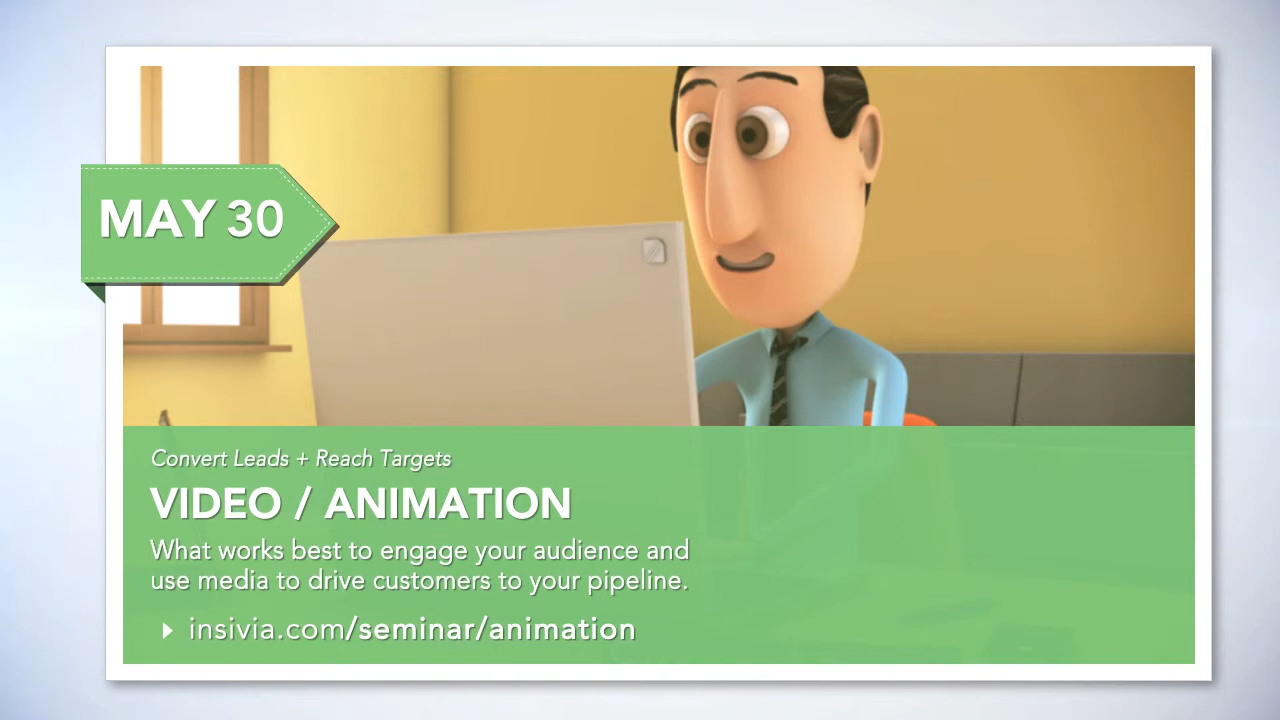 MAY 30
Convert Leads + Reach Targets
VIDEO / ANIMATION
What works best to engage your audience and
use media to drive customers to your pipeline.
insivia.com/seminar/animation